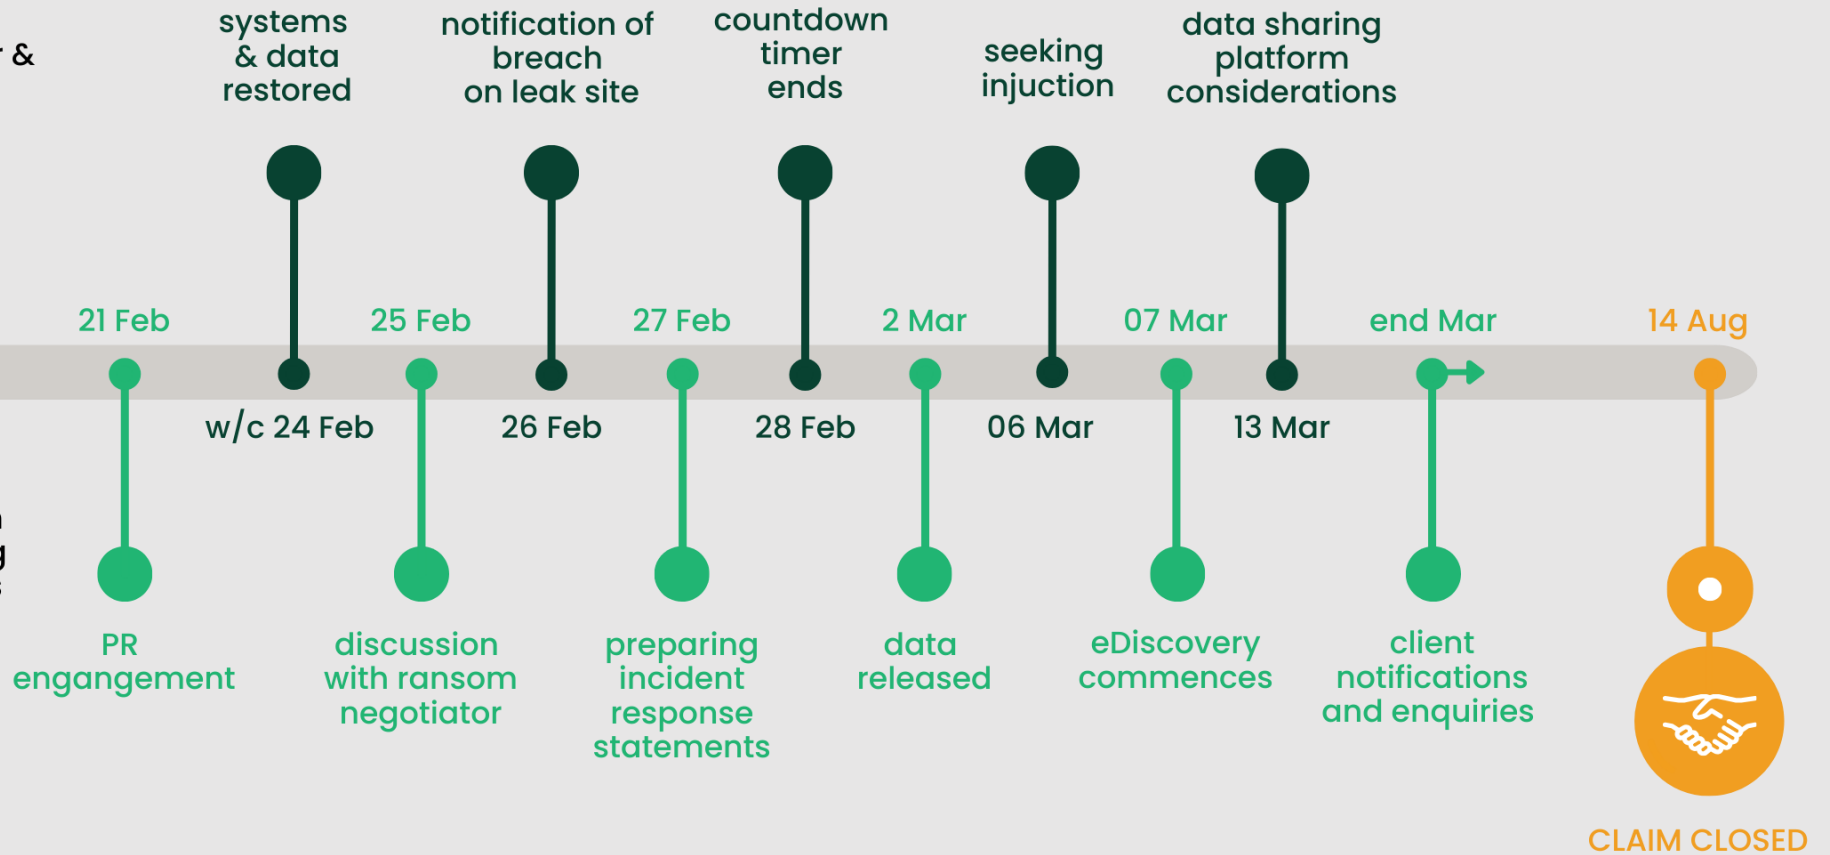 systems
& data
restored
notification of
breach
on leak site
countdown
timer
ends
seeking
injuction
data sharing
platform
considerations
&
21 Feb
25 Feb
27 Feb
2 Mar
07 Mar
end Mar
14 Aug
w/c 24 Feb
26 Feb
28 Feb
06 Mar
13 Mar
PR
engangement
discussion
with ransom
negotiator
preparing
incident
response
statements
data
released
eDiscovery
commences
client
notifications
and enquiries
CLAIM CLOSED